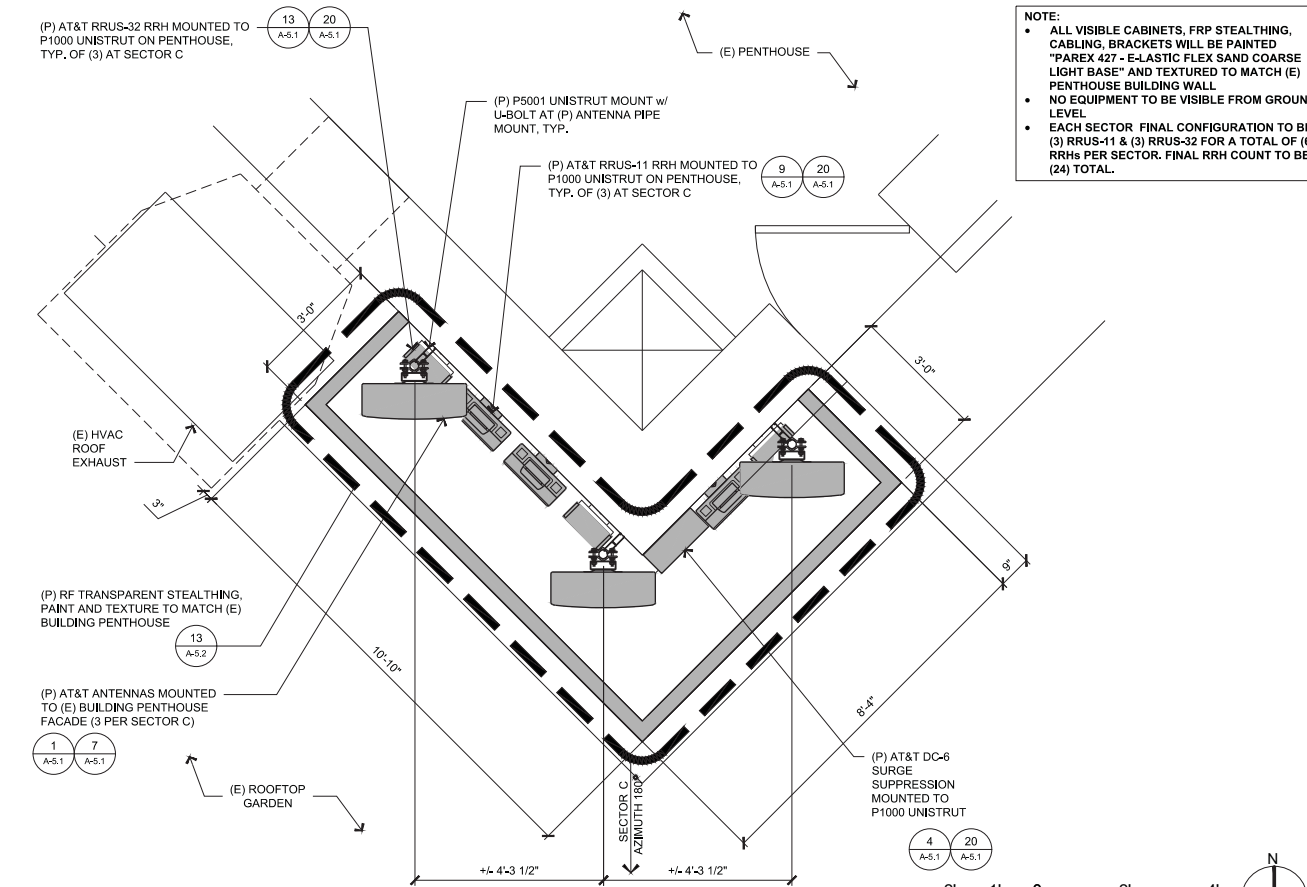 (P) AT&T RRUS-32 RRH MOUNTED TO
P1000 UNISTRUT ON PENTHOUSE,
TYP. OF (3) AT SECTOR C
13
A-5.1
20
A-5.1
(E) PENTHOUSE
NOTE:
• ALL VISIBLE CABINETS, FRP STEALTHING,
CABLING, BRACKETS WILL BE PAINTED
"PAREX 427 - E-LASTIC FLEX SAND COARSE
LIGHT BASE" AND TEXTURED TO MATCH (E)
PENTHOUSE BUILDING WALL
• NO EQUIPMENT TO BE VISIBLE FROM GROUN
LEVEL
• EACH SECTOR FINAL CONFIGURATION TO B
(3) RRUS-11 & (3) RRUS-32 FOR A TOTAL OF (6
RRHs PER SECTOR. FINAL RRH COUNT TO BE
(24) TOTAL.
(P) P5001 UNISTRUT MOUNT w/
U-BOLT AT (P) ANTENNA PIPE
MOUNT, TYP.
(P) AT&T RRUS-11 RRH MOUNTED TO
P1000 UNISTRUT ON PENTHOUSE,
TYP. OF (3) AT SECTOR C
9
A-5.1
20
A-5.1
3'-0"
3'-0"
(E) HVAC
ROOF
EXHAUST
3"
9"
(P) RF TRANSPARENT STEALTHING,
PAINT AND TEXTURE TO MATCH (E)
BUILDING PENTHOUSE
13
A-5.2
10'-10"
8'-4"
(P) AT&T ANTENNAS MOUNTED
TO (E) BUILDING PENTHOUSE
FACADE (3 PER SECTOR C)
1
A-5.1
7
A-5.1
(E) ROOFTOP
GARDEN
SECTOR C
AZIMUTH 180°
(P) AT&T DC-6
SURGE
SUPPRESSION
MOUNTED TO
P1000 UNISTRUT
4
A-5.1
20
A-5.1
+/- 4'-3 1/2"
+/- 4'-3 1/2"
N